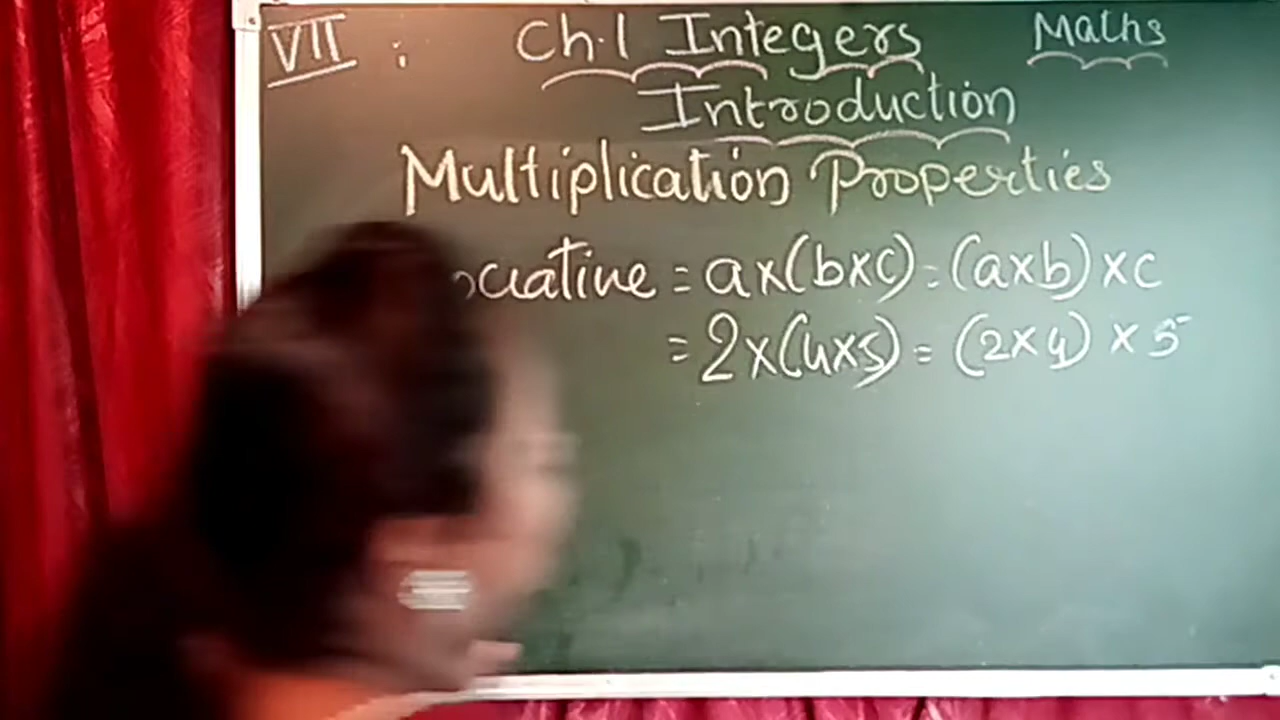 VII : Ch.1 Integers Maths
Introduction
Multiplication Properties
ociative = a×(b×c) = (a×b)×c
= 2×(4×5) = (2×4)×5